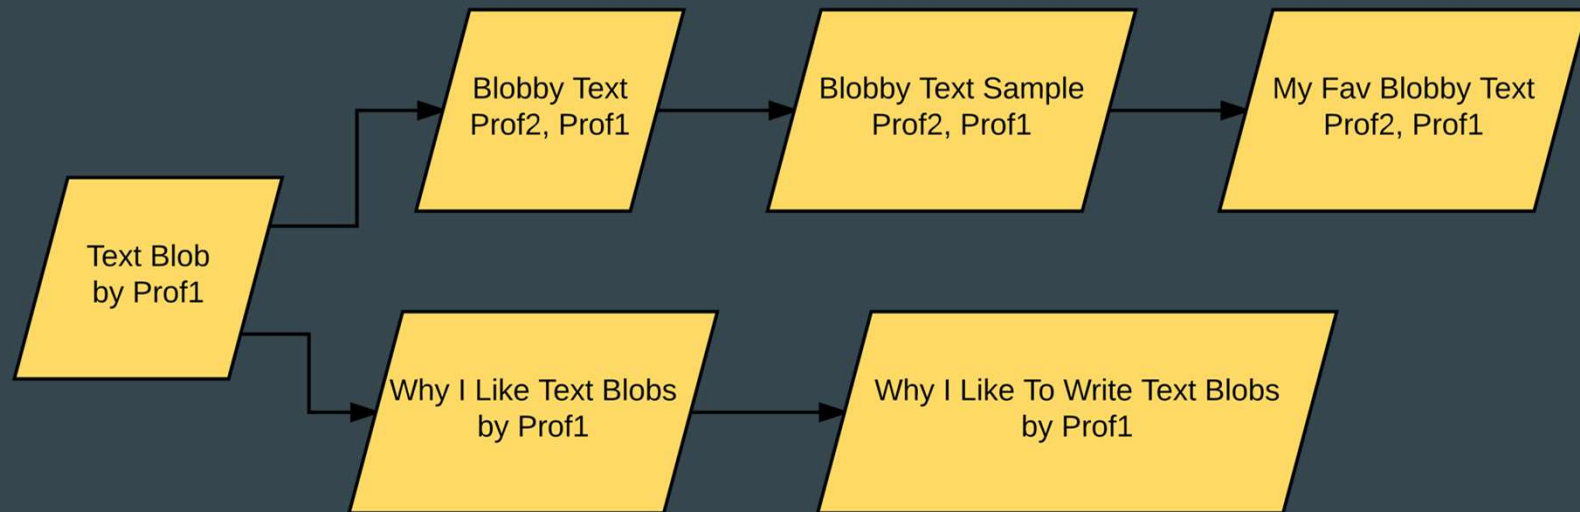 Blobby Text
Prof2, Prof1
Blobby Text Sample
Prof2, Prof1
My Fav Blobby Text
Prof2, Prof1
Text Blob
by Prof1
Why I Like Text Blobs
by Prof1
Why I Like To Write Text Blobs
by Prof1